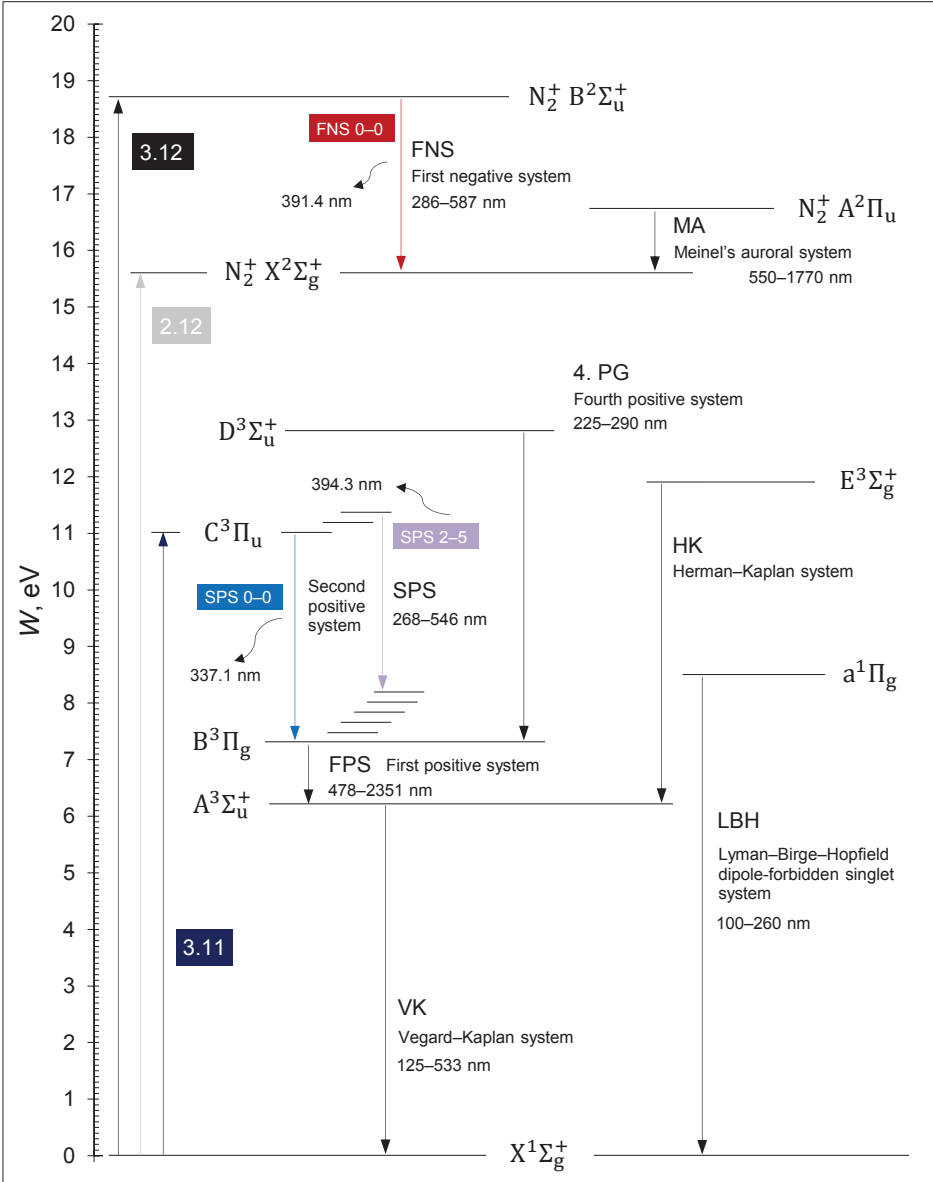 20
19
18
17
16
15
14
13
12
11
10
9
8
7
6
5
4
3
2
1
0
W, eV
N₂⁺ B²Σᵤ⁺
FNS 0–0
3.12
FNS
First negative system
286–587 nm
391.4 nm
N₂⁺ A²Πᵤ
MA
Meinel's auroral system
550–1770 nm
N₂⁺ X²Σg⁺
2.12
4. PG
Fourth positive system
225–290 nm
D³Σᵤ⁺
394.3 nm
E³Σg⁺
C³Πᵤ
SPS 2–5
HK
Herman–Kaplan system
SPS 0–0
Second
positive
system
SPS
268–546 nm
337.1 nm
a¹Πg
B³Πg
FPS First positive system
478–2351 nm
A³Σᵤ⁺
LBH
Lyman–Birge–Hopfield
dipole-forbidden singlet
system
100–260 nm
3.11
VK
Vegard–Kaplan system
125–533 nm
X¹Σg⁺